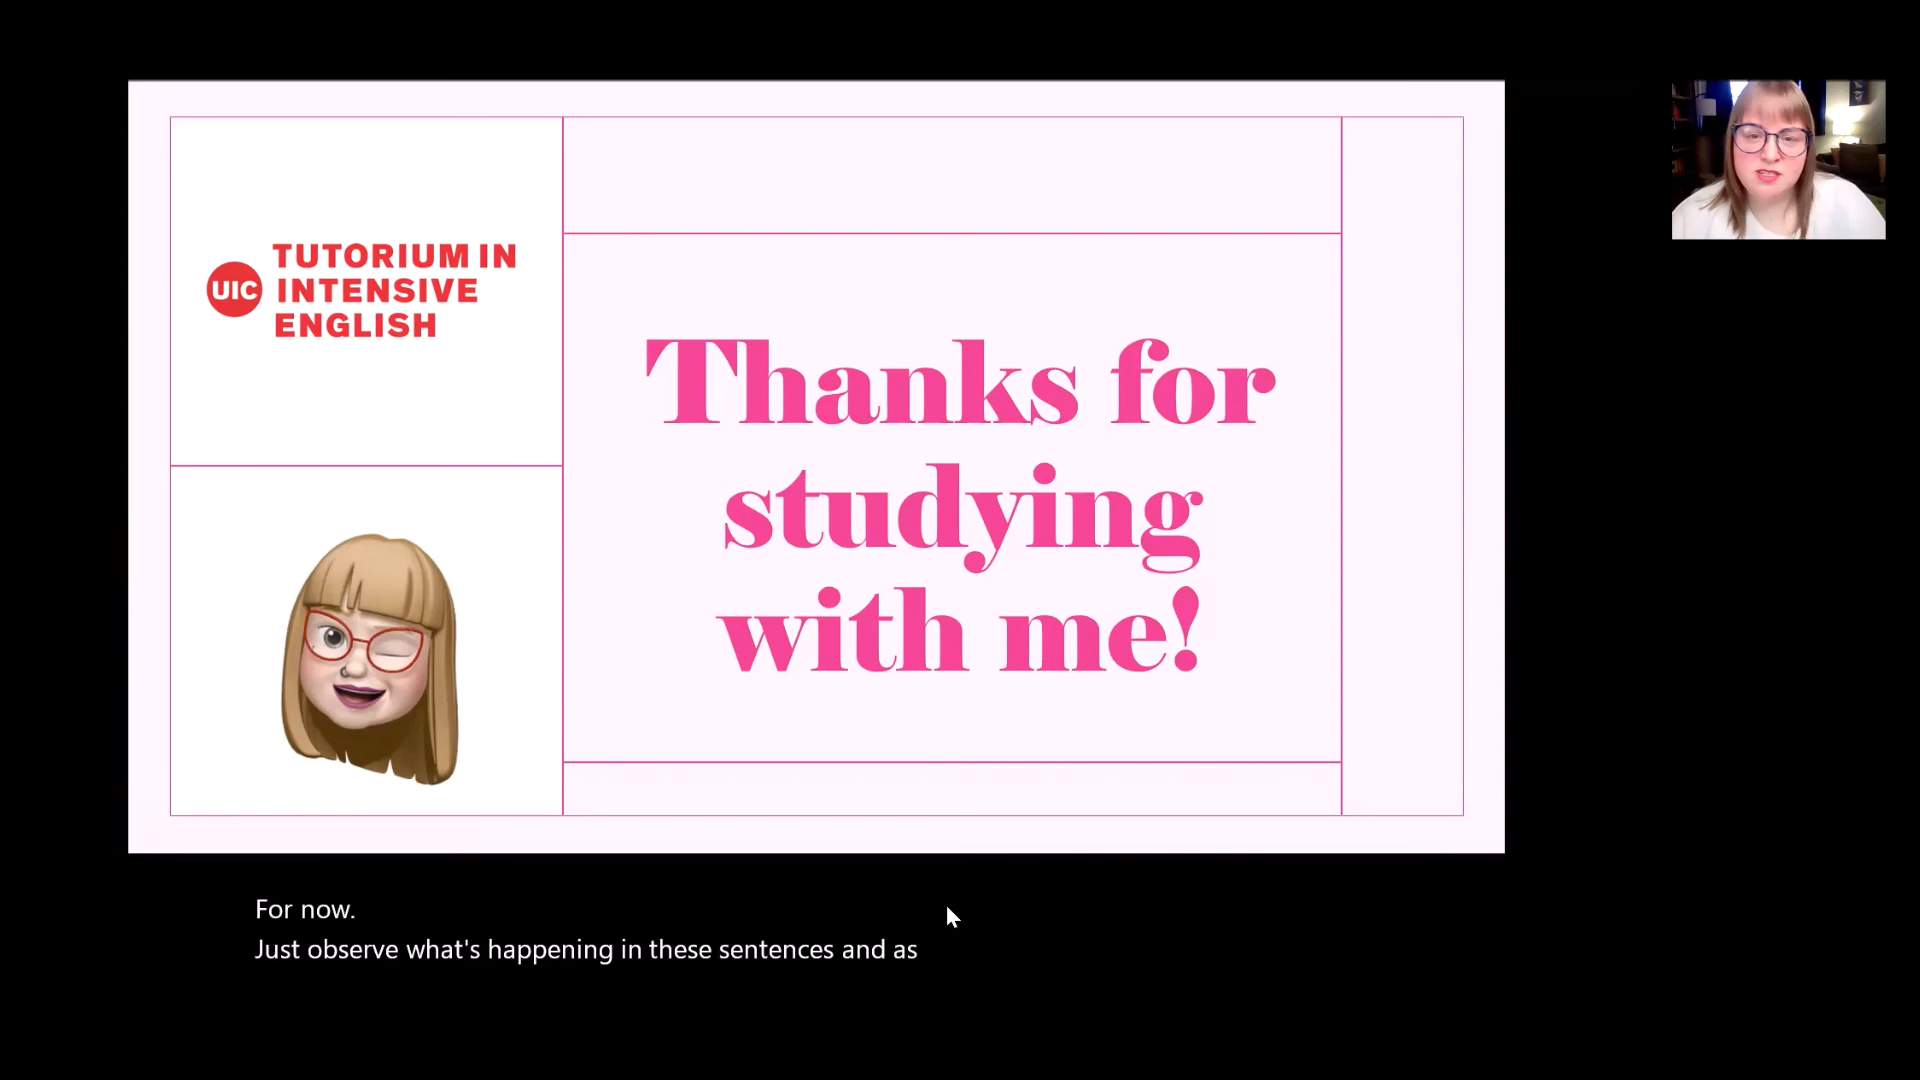 UIC
TUTORIUM IN
INTENSIVE
ENGLISH
Thanks for
studying
with me!
For now.
Just observe what's happening in these sentences and as